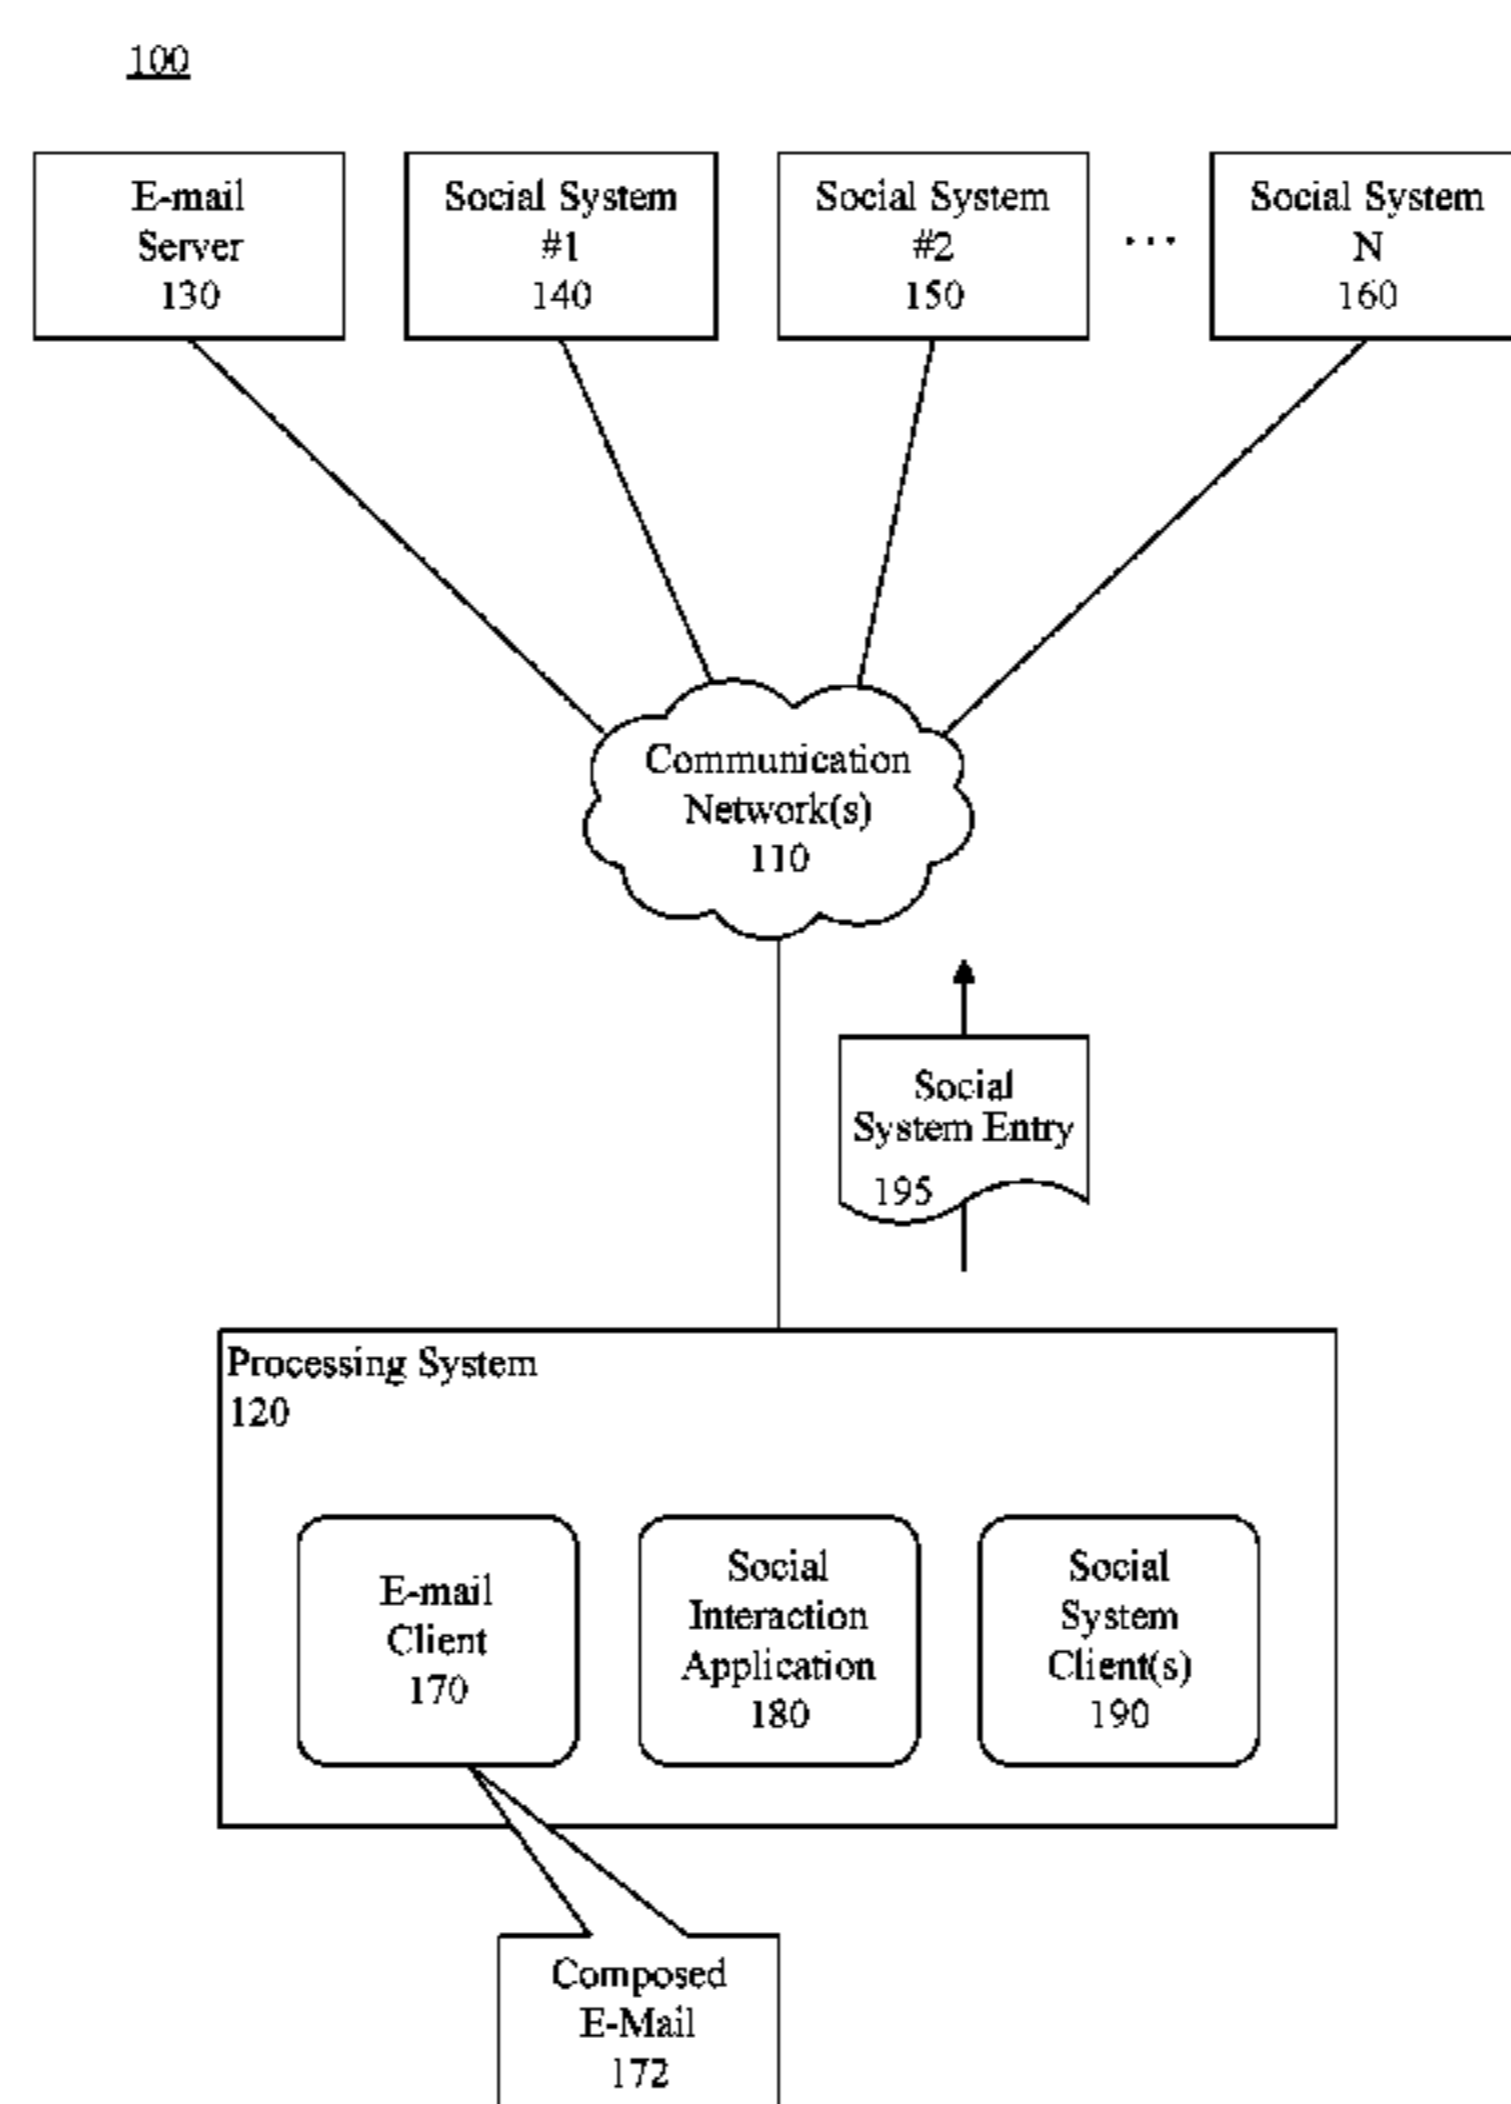 100
E-mail
Server
130
Social System
#1
140
Social System
#2
150
...
Social System
N
160
Communication
Network(s)
110
Social
System Entry
195
Processing System
120
E-mail
Client
170
Social
Interaction
Application
180
Social
System
Client(s)
190
Composed
E-Mail
172